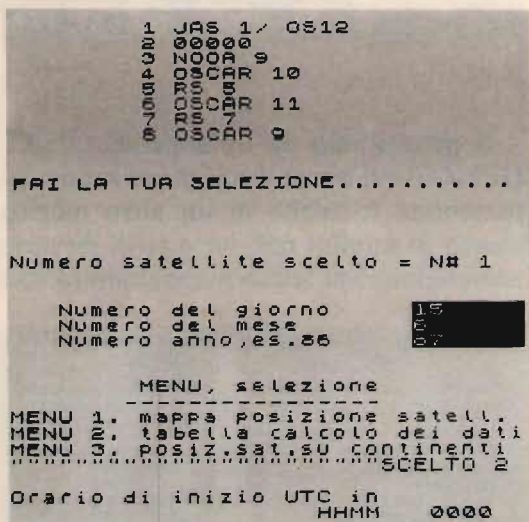 1 JAS 1/ OS12
2 00000
3 NOOA 9
4 OSCAR 10
5 RS 5
6 OSCAR 11
7 RS 7
8 OSCAR 9
FAI LA TUA SELEZIONE............
Numero satellite scelto = N# 1
Numero del giorno 15
Numero del mese
Numero anno,es.86 87
MENU, selezione
----------------
MENU 1. mappa posizione satell.
MENU 2. tabella calcolo dei dati
MENU 3. posiz.sat.su continenti
SCELTO 2
Orario di inizio UTC in
HHMM 0000